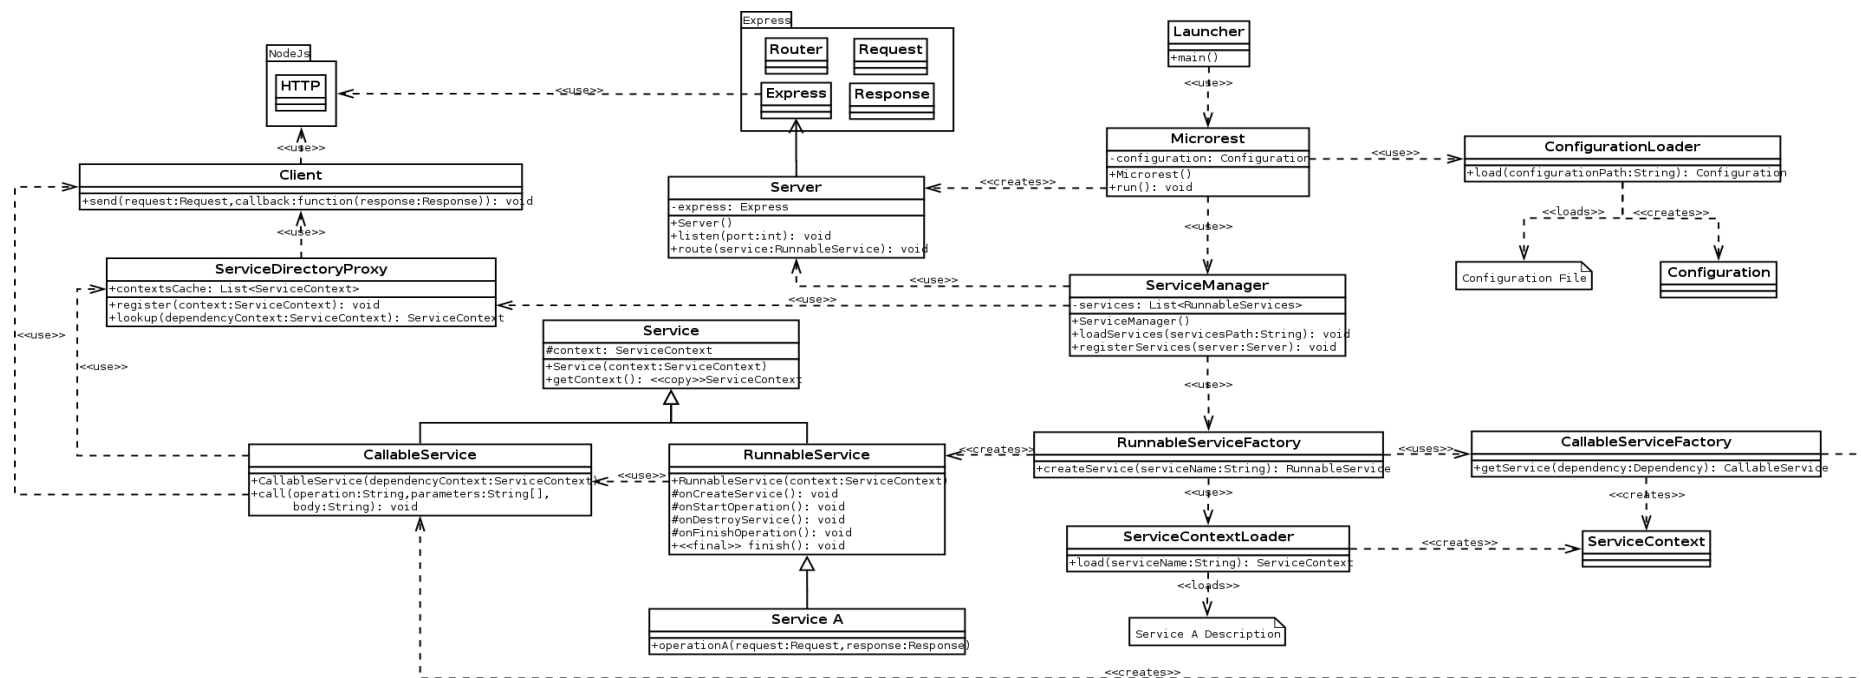 Express
Router
Request
Express
Response
NodeJs
HTTP
<<use>>
<<use>>
Client
+send(request:Request,callback:function(response:Response)): void
<<use>>
ServiceDirectoryProxy
+contextsCache: List<ServiceContext>
+register(context:ServiceContext): void
+lookup(dependencyContext:ServiceContext): ServiceContext
<<use>>
<<use>>
Server
-express: Express
+Server()
+listen(port:int): void
+route(service:RunnableService): void
Launcher
+main()
<<use>>
Microrest
-configuration: Configuration
+Microrest()
+run(): void
<<creates>>
<<use>>
ConfigurationLoader
+load(configurationPath:String): Configuration
<<loads>>
<<creates>>
Configuration File
Configuration
<<use>>
<<use>>
<<use>>
ServiceManager
-services: List<RunnableServices>
+ServiceManager()
+loadServices(servicesPath:String): void
+registerServices(server:Server): void
<<use>>
Service
#context: ServiceContext
+Service(context:ServiceContext)
+getContext(): <<copy>>ServiceContext
CallableService
+CallableService(dependencyContext:ServiceContext)
+call(operation:String,parameters:String[],
body:String): void
<<use>>
RunnableService
+RunnableService(context:ServiceContext)
#onCreateService(): void
#onStartOperation(): void
#onDestroyService(): void
#onFinishOperation(): void
+<<final>> finish(): void
<<creates>>
RunnableServiceFactory
+createService(serviceName:String): RunnableService
<<uses>>
CallableServiceFactory
+getService(dependency:Dependency): CallableService
<<use>>
<<creates>>
ServiceContextLoader
+load(serviceName:String): ServiceContext
<<creates>>
ServiceContext
<<loads>>
Service A Description
Service A
+operationA(request:Request,response:Response)
<<creates>>